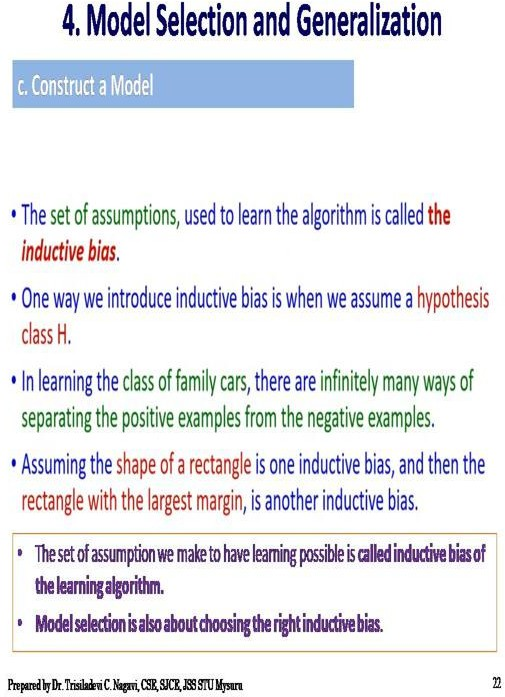 4. Model Selection and Generalization
c. Construct a Model
• The set of assumptions, used to learn the algorithm is called the
inductive bias.
• One way we introduce inductive bias is when we assume a hypothesis
class H.
• In learning the class of family cars, there are infinitely many ways of
separating the positive examples from the negative examples.
• Assuming the shape of a rectangle is one inductive bias, and then the
rectangle with the largest margin, is another inductive bias.
• The set of assumption we make to have learning possible is called inductive bias of
the learning algorithm.
• Model selection is also about choosing the right inductive bias.
Prepared by Dr. Trisiladevi C. Nagavi, CSE, SJCE, JSS STU Mysuru
22